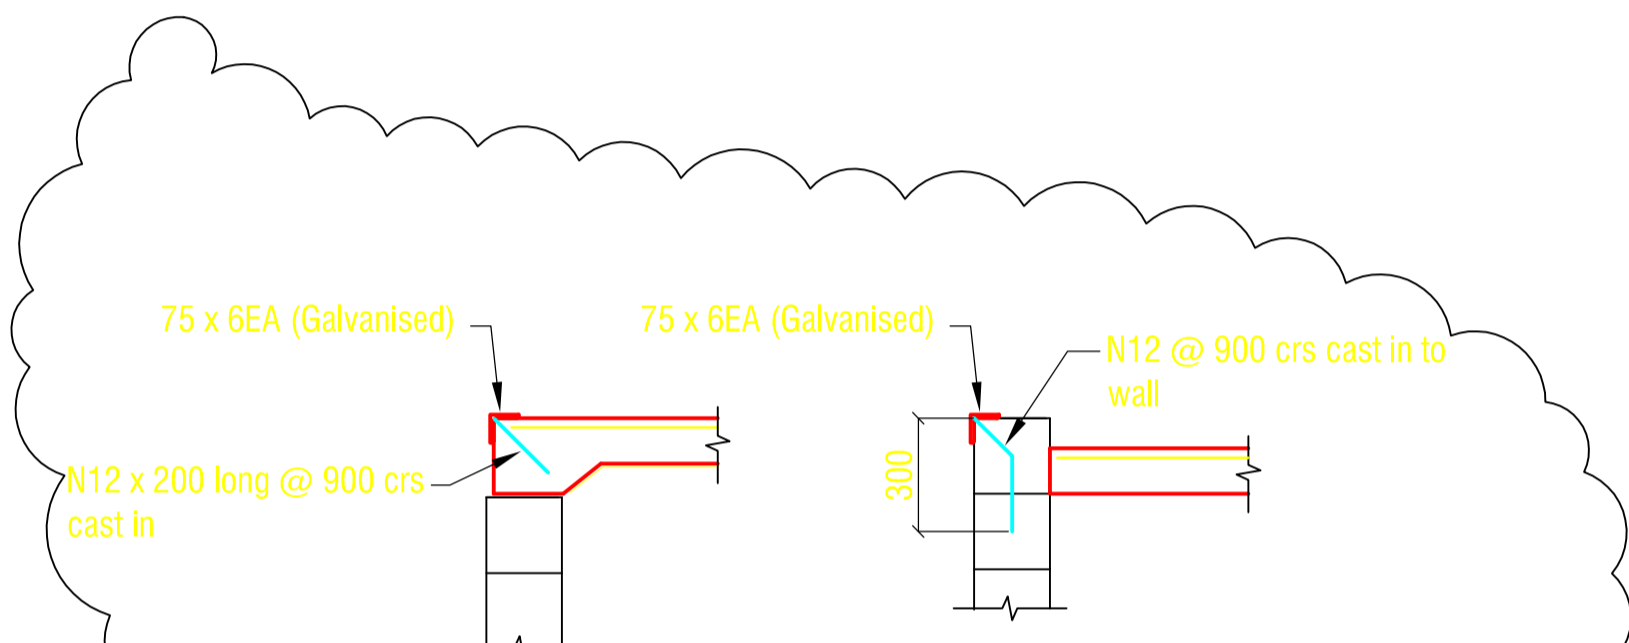 75 x 6EA (Galvanised)
75 x 6EA (Galvanised)
N12 @ 900 crs cast in to
wall
N12 x 200 long @ 900 crs
cast in
300